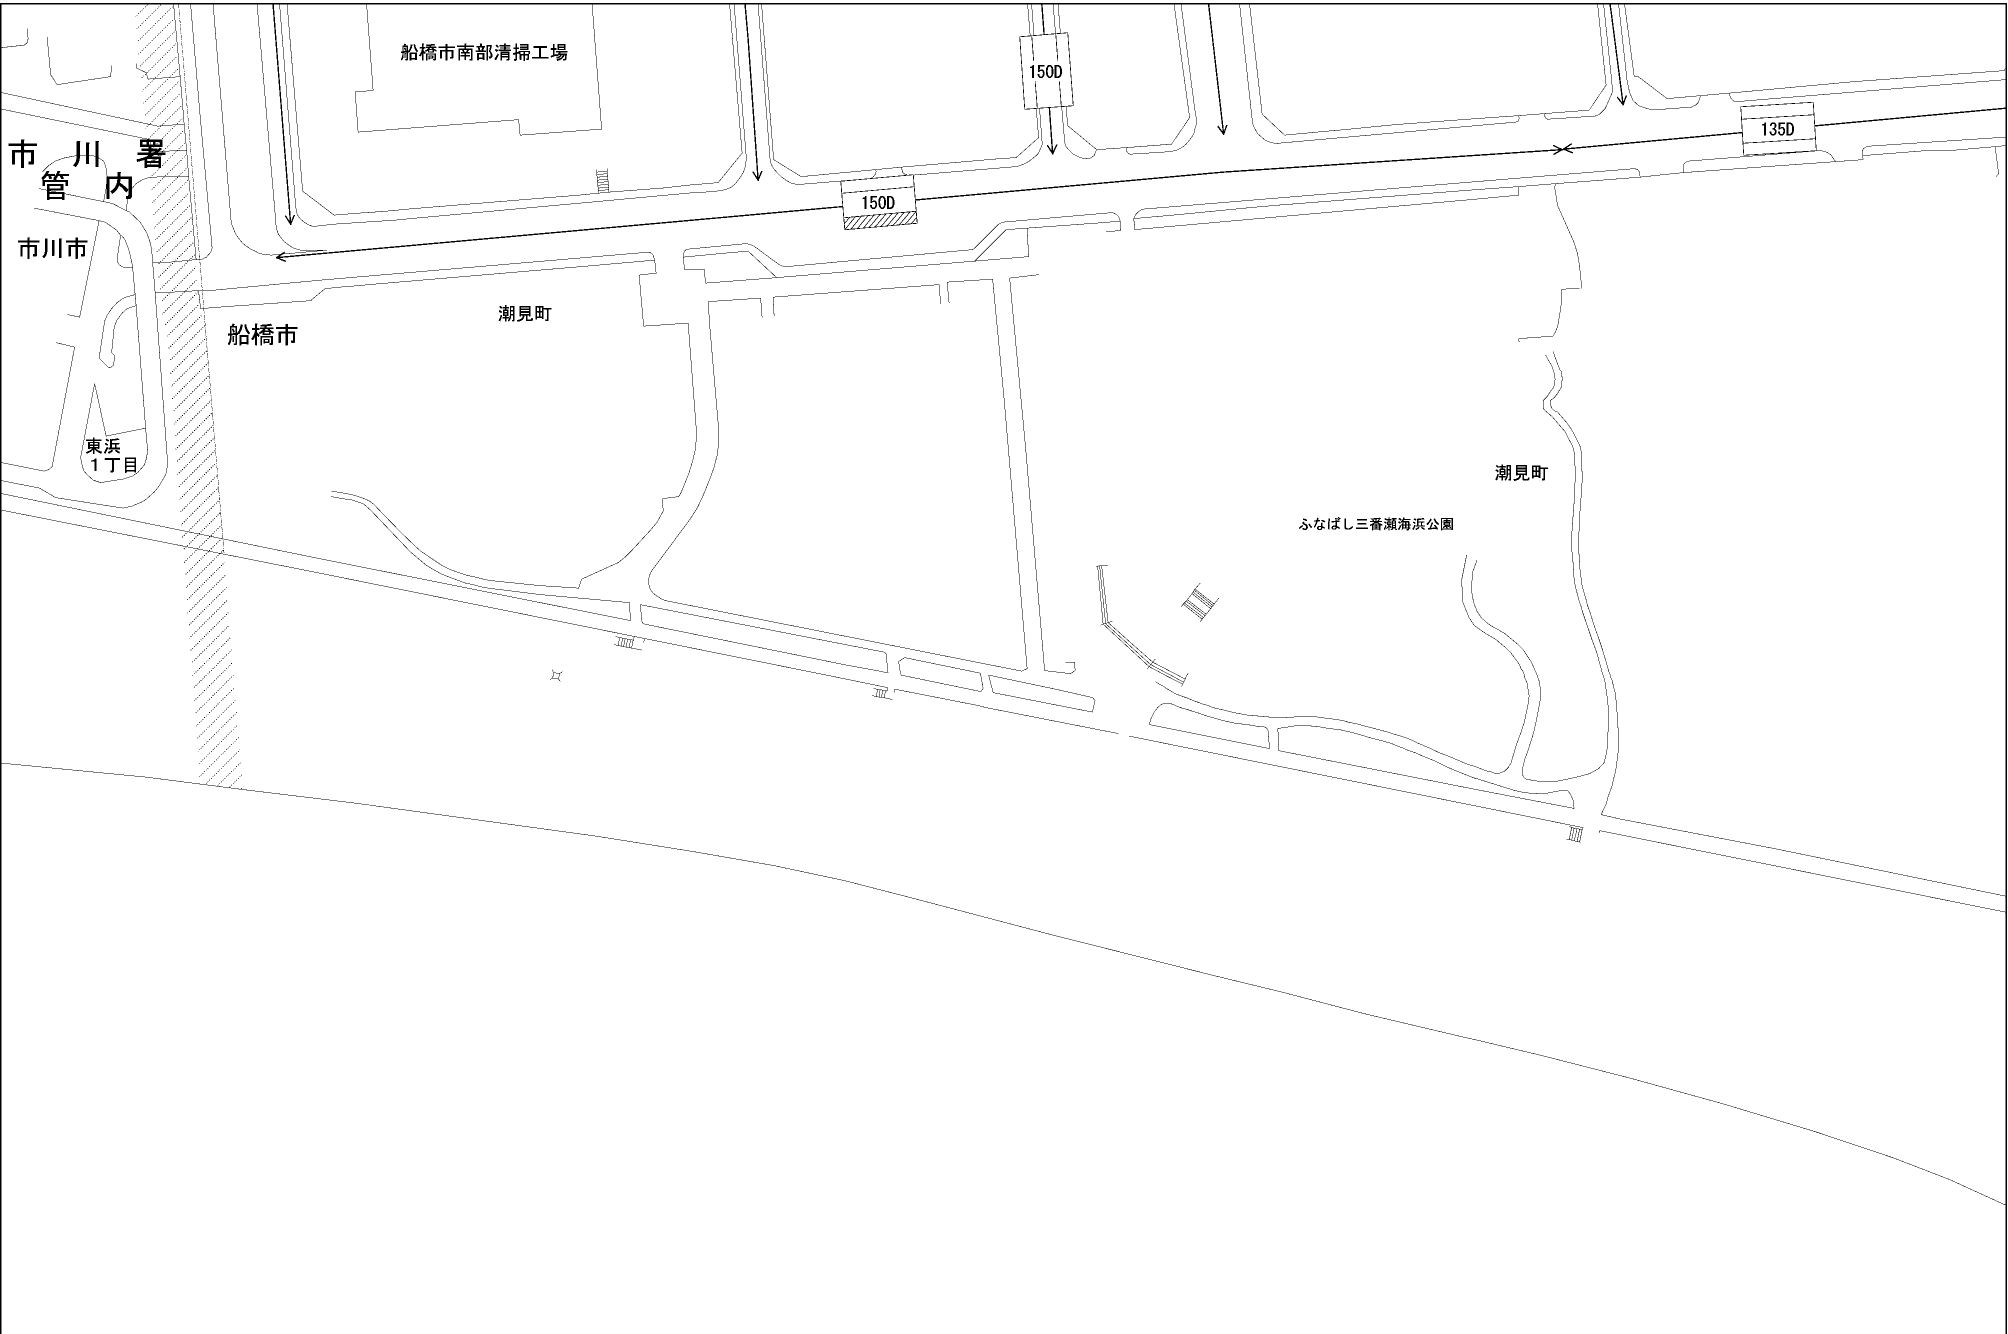 船橋市南部清掃工場
150D
135D
市川署
管内
150D
市川市
潮見町
船橋市
東浜
1丁目
潮見町
ふなばし三番瀬海浜公園